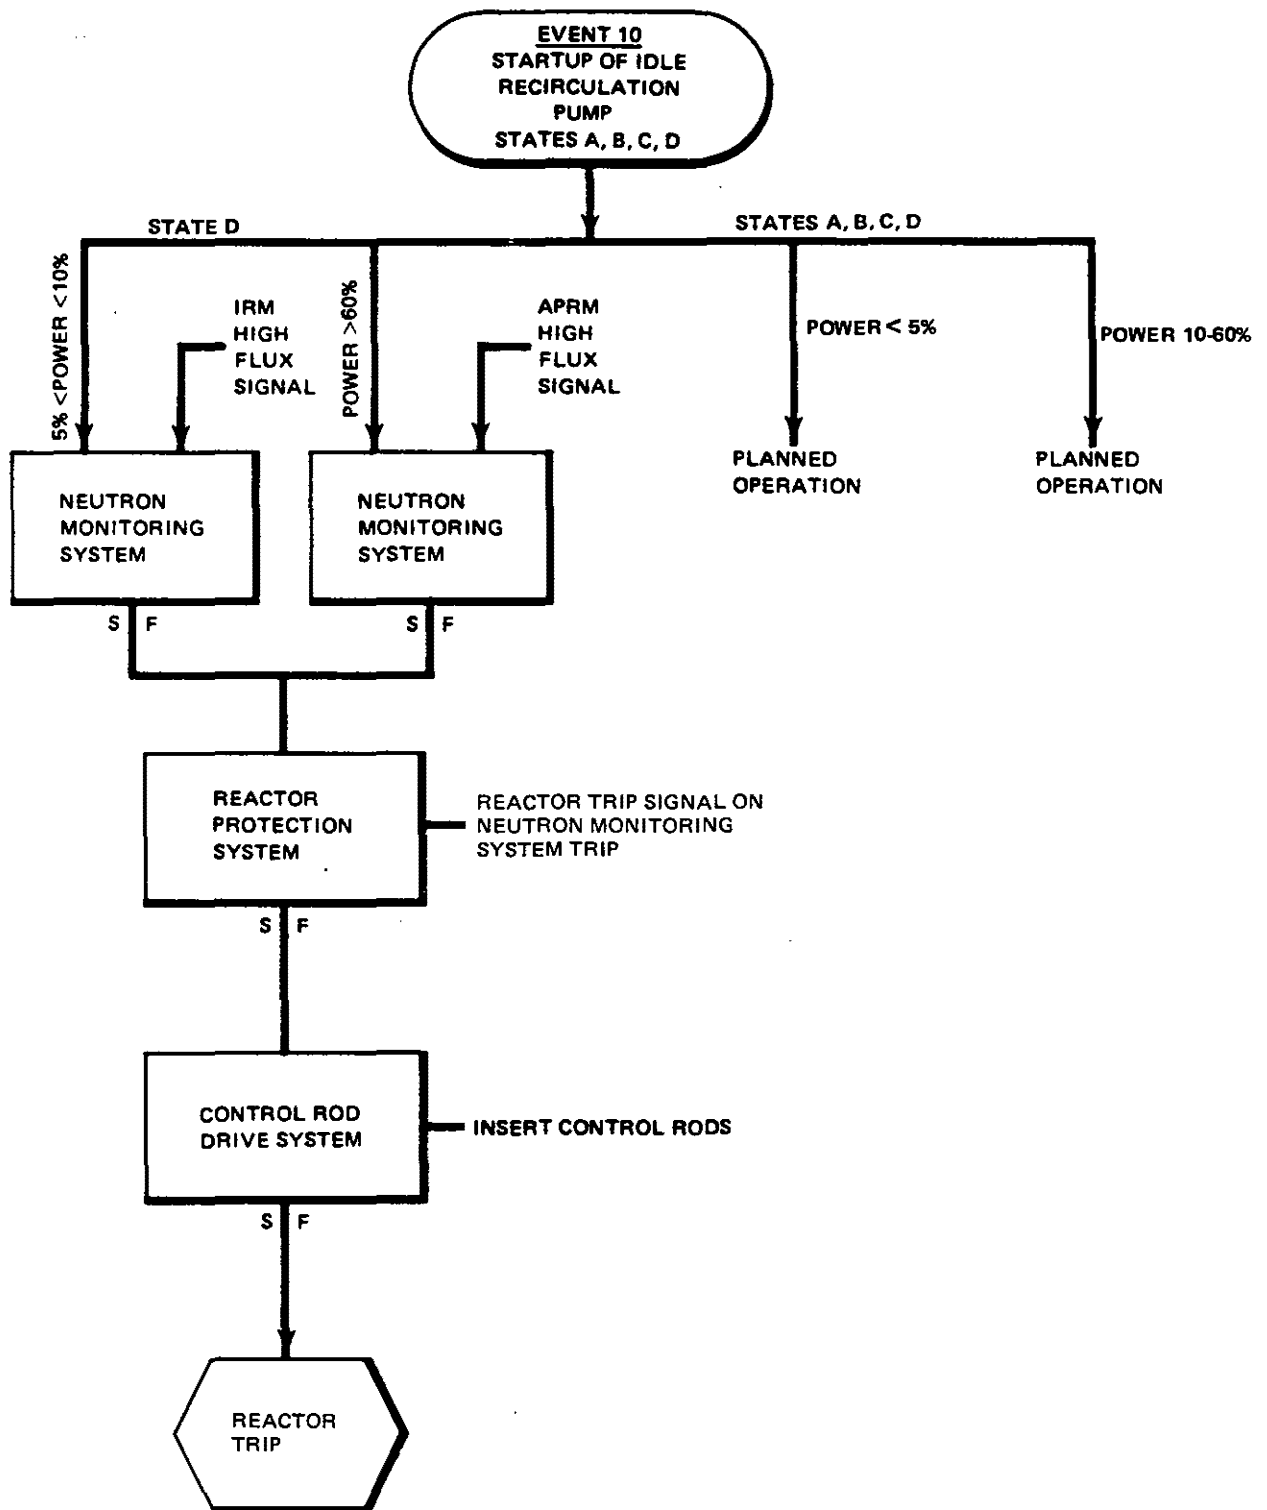 EVENT 10
STARTUP OF IDLE
RECIRCULATION
PUMP
STATES A, B, C, D
STATE D
STATES A, B, C, D
5% <POWER <10%
IRM
HIGH
FLUX
SIGNAL
POWER >60%
APRM
HIGH
FLUX
SIGNAL
POWER < 5%
POWER 10-60%
NEUTRON
MONITORING
SYSTEM
NEUTRON
MONITORING
SYSTEM
PLANNED
OPERATION
PLANNED
OPERATION
S F
S F
REACTOR
PROTECTION
SYSTEM
REACTOR TRIP SIGNAL ON
NEUTRON MONITORING
SYSTEM TRIP
S F
CONTROL ROD
DRIVE SYSTEM
INSERT CONTROL RODS
S F
REACTOR
TRIP